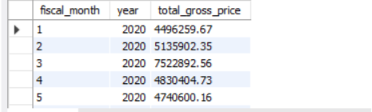 fiscal_month year total_gross_price
1 2020 4496259.67
2 2020 5135902.35
3 2020 7522892.56
4 2020 4830404.73
5 2020 4740600.16